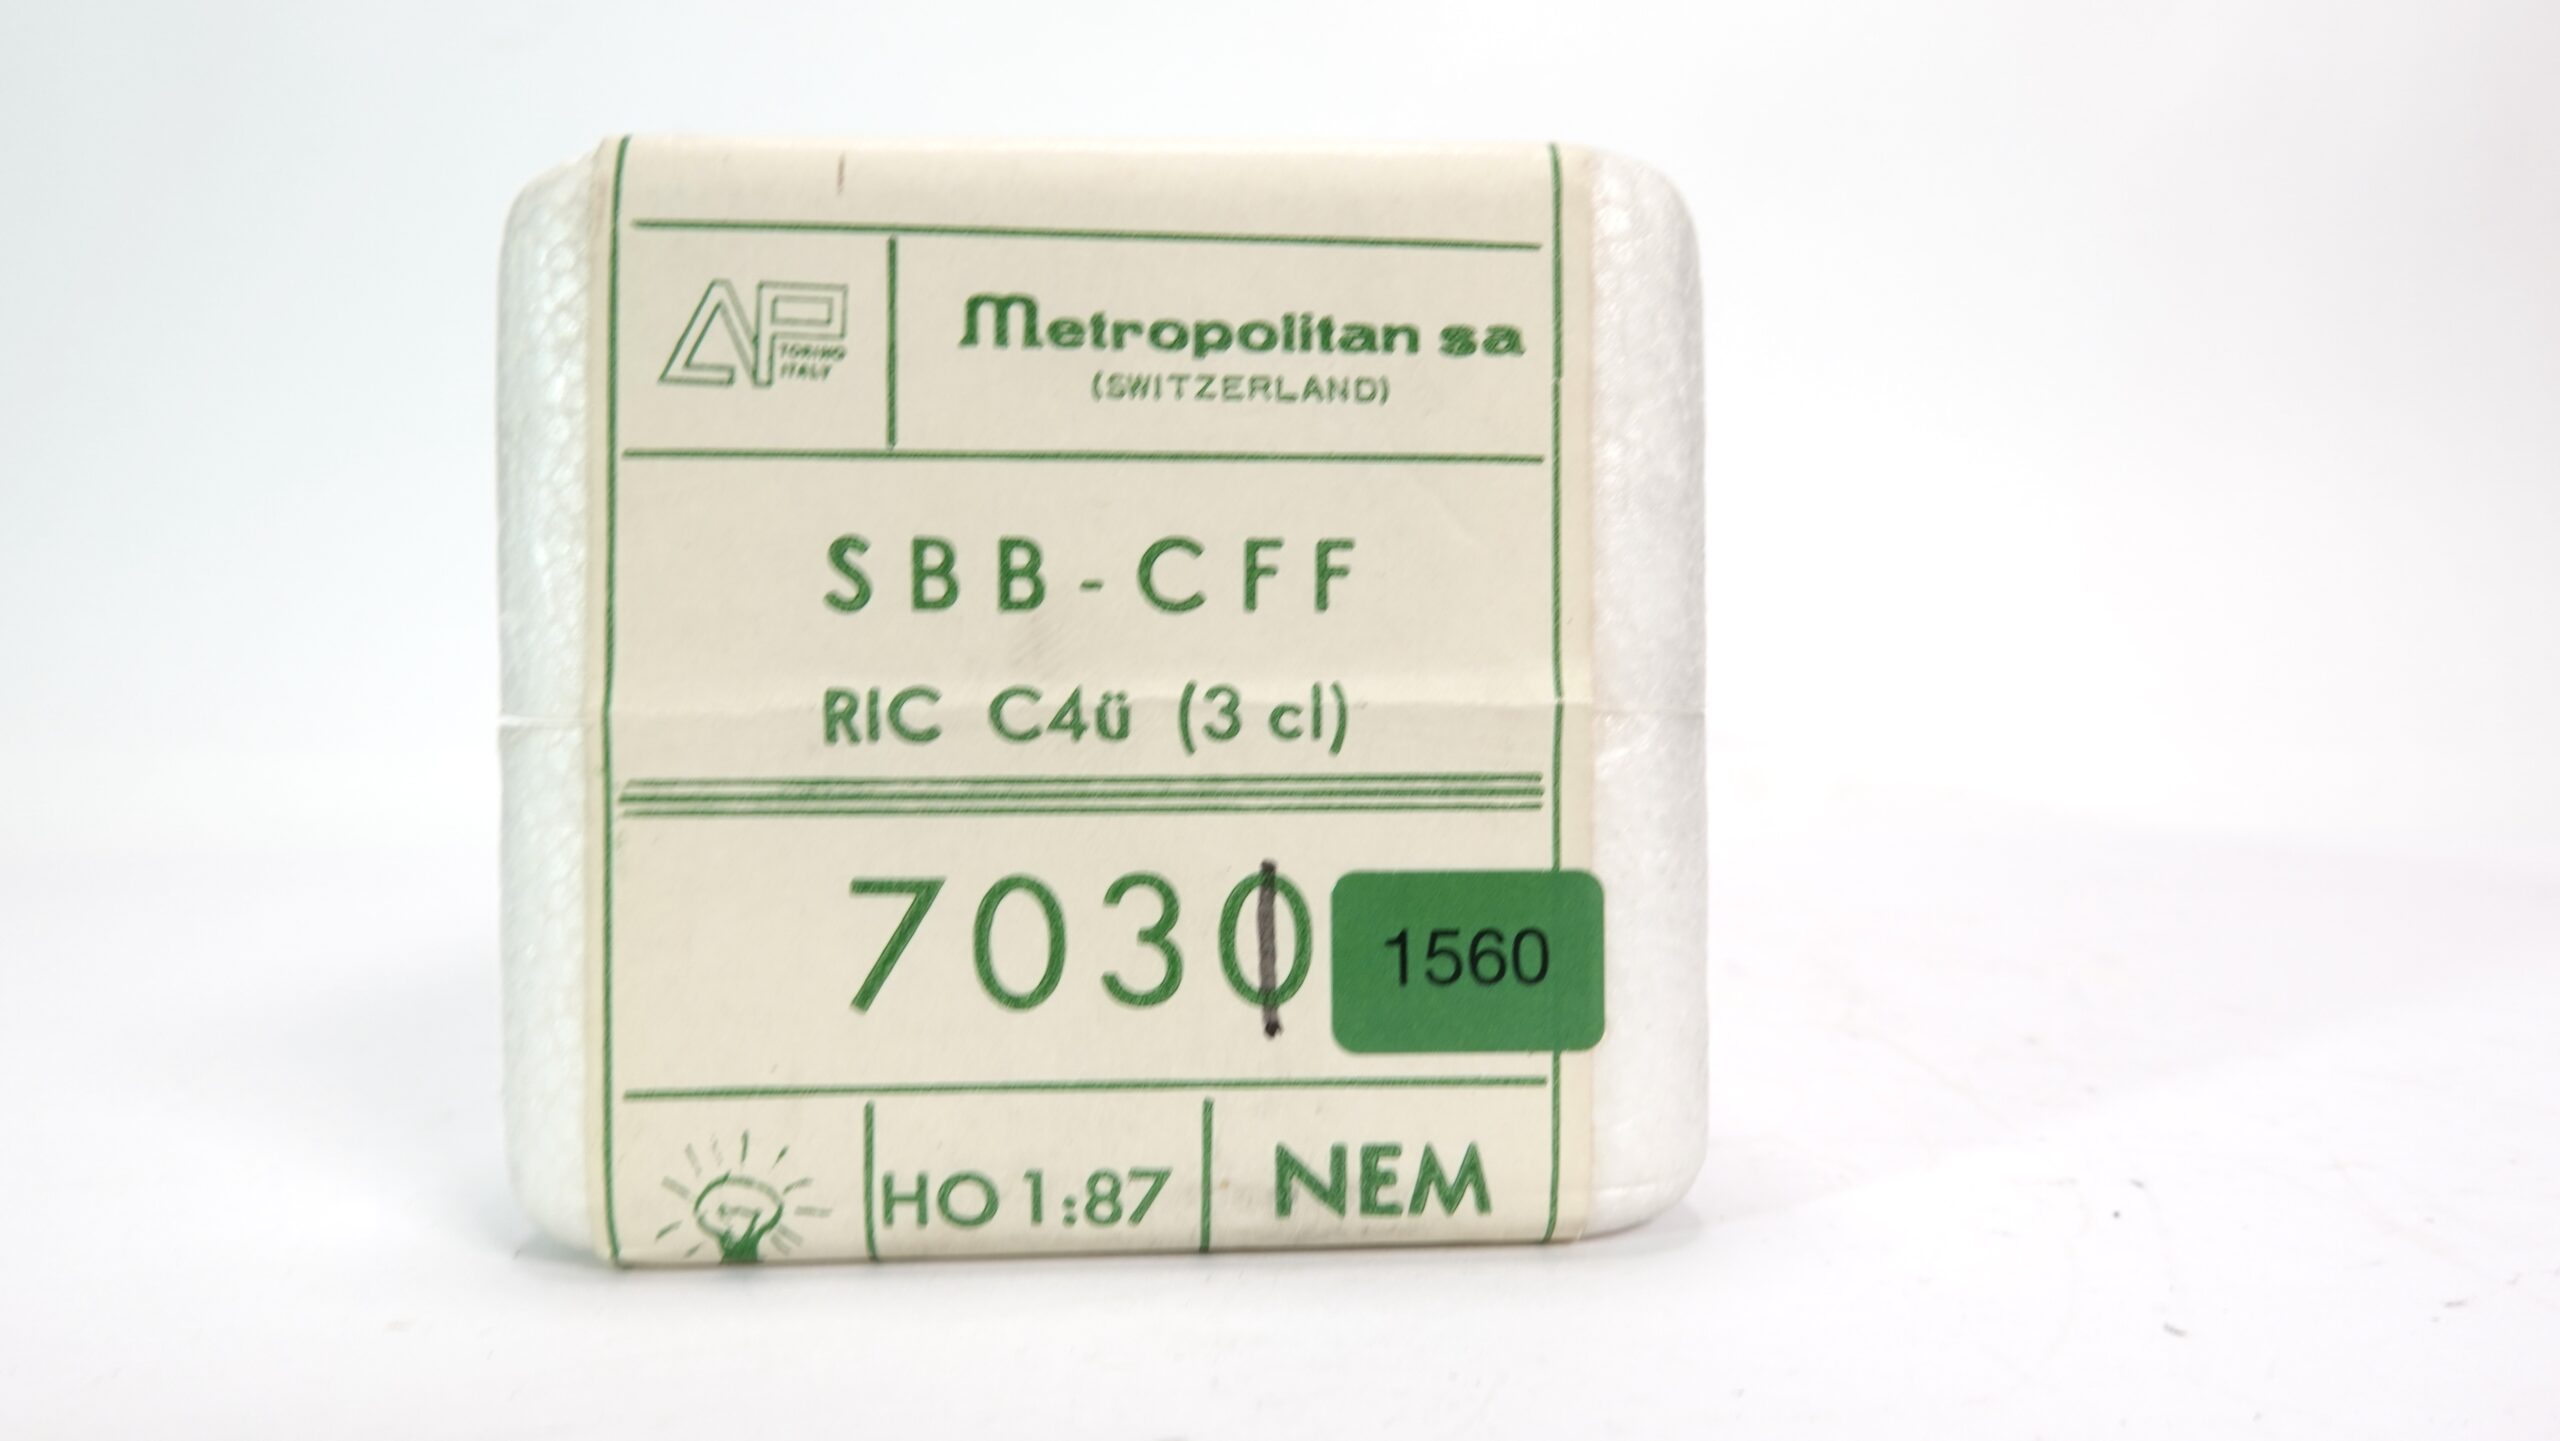 AP
TORINO
ITALY
Metropolitan sa
(SWITZERLAND)
SBB-CFF
RIC C4ü (3 cl)
7030
1560
HO 1:87
NEM